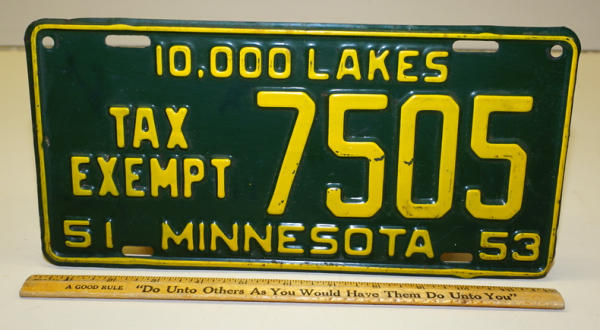 10,000 LAKES
TAX
EXEMPT
7505
51 MINNESOTA 53
A GOOD RULE "Do Unto Others As You Would Have Them Do Unto You"